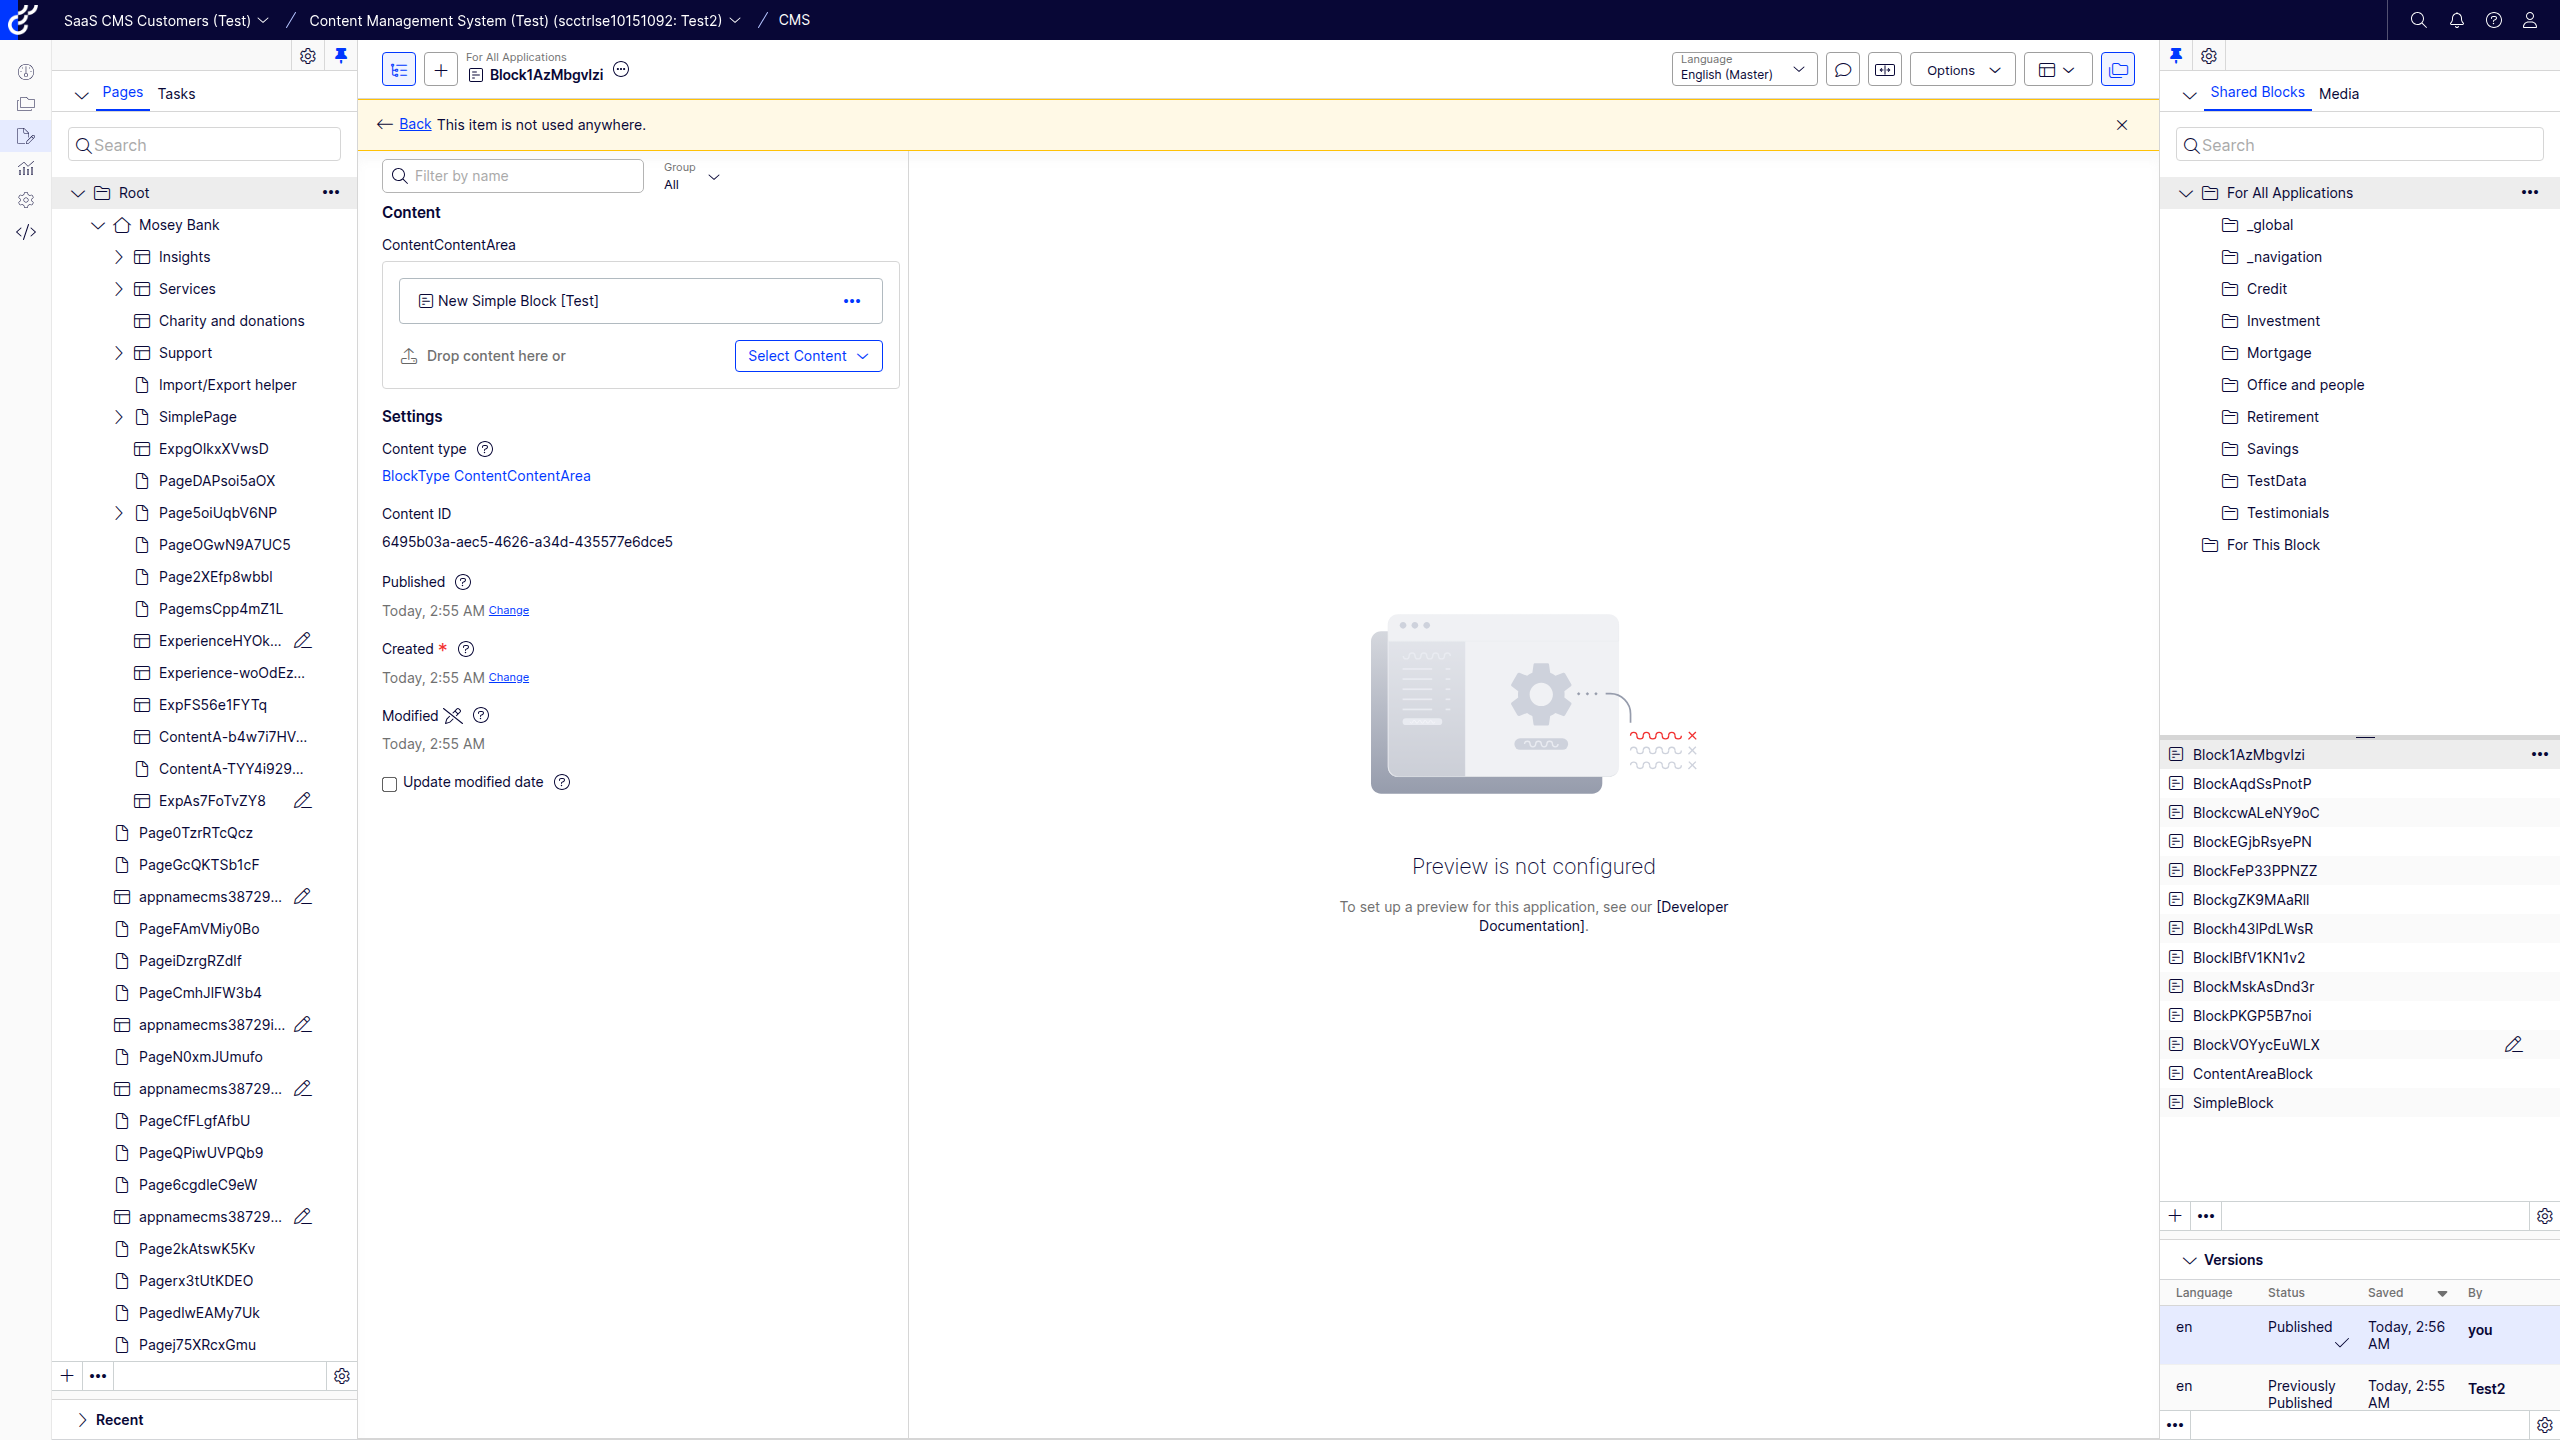 SaaS CMS Customers (Test)
Content Management System (Test) (scctrlse10151092: Test2)
CMS
Pages
Tasks
Search
Root
Mosey Bank
Insights
Services
Charity and donations
Support
Import/Export helper
SimplePage
ExpgOlkxXVwsD
PageDAPsoi5aOX
Page5oiUqbV6NP
PageOGwN9A7UC5
Page2XEfp8wbbl
PagemsCpp4mZ1L
ExperienceHYOk...
Experience-woOdEz...
ExpFS56e1FYTq
ContentA-b4w7i7HV...
ContentA-TYY4i929...
ExpAs7FoTvZY8
Page0TzrRTcQcz
PageGcQKTSb1cF
appnamecms38729...
PageFAmVMiy0Bo
PageiDzrgRZdIf
PageCmhJIFW3b4
appnamecms38729i...
PageN0xmJUmufo
appnamecms38729...
PageCfFLgfAfbU
PageQPiwUVPQb9
Page6cgdleC9eW
appnamecms38729...
Page2kAtswK5Kv
Pagerx3tUtKDEO
PagedlwEAMy7Uk
Pagej75XRcxGmu
Recent
For All Applications
Block1AzMbgvlzi
Language
English (Master)
Options
Back This item is not used anywhere.
Filter by name
Group
All
Content
ContentContentArea
New Simple Block [Test]
Drop content here or
Select Content
Settings
Content type
BlockType ContentContentArea
Content ID
6495b03a-aec5-4626-a34d-435577e6dce5
Published
Today, 2:55 AM Change
Created *
Today, 2:55 AM Change
Modified
Today, 2:55 AM
Update modified date
Preview is not configured
To set up a preview for this application, see our [Developer
Documentation].
Shared Blocks
Media
Search
For All Applications
_global
_navigation
Credit
Investment
Mortgage
Office and people
Retirement
Savings
TestData
Testimonials
For This Block
Block1AzMbgvlzi
BlockAqdSsPnotP
BlockcwALeNY9oC
BlockEGjbRsyePN
BlockFeP33PPNZZ
BlockgZK9MAaRll
Blockh43lPdLWsR
BlockIBfV1KN1v2
BlockMskAsDnd3r
BlockPKGP5B7noi
BlockVOYycEuWLX
ContentAreaBlock
SimpleBlock
Versions
Language Status Saved By
en Published Today, 2:56 AM you
en Previously Published Today, 2:55 AM Test2